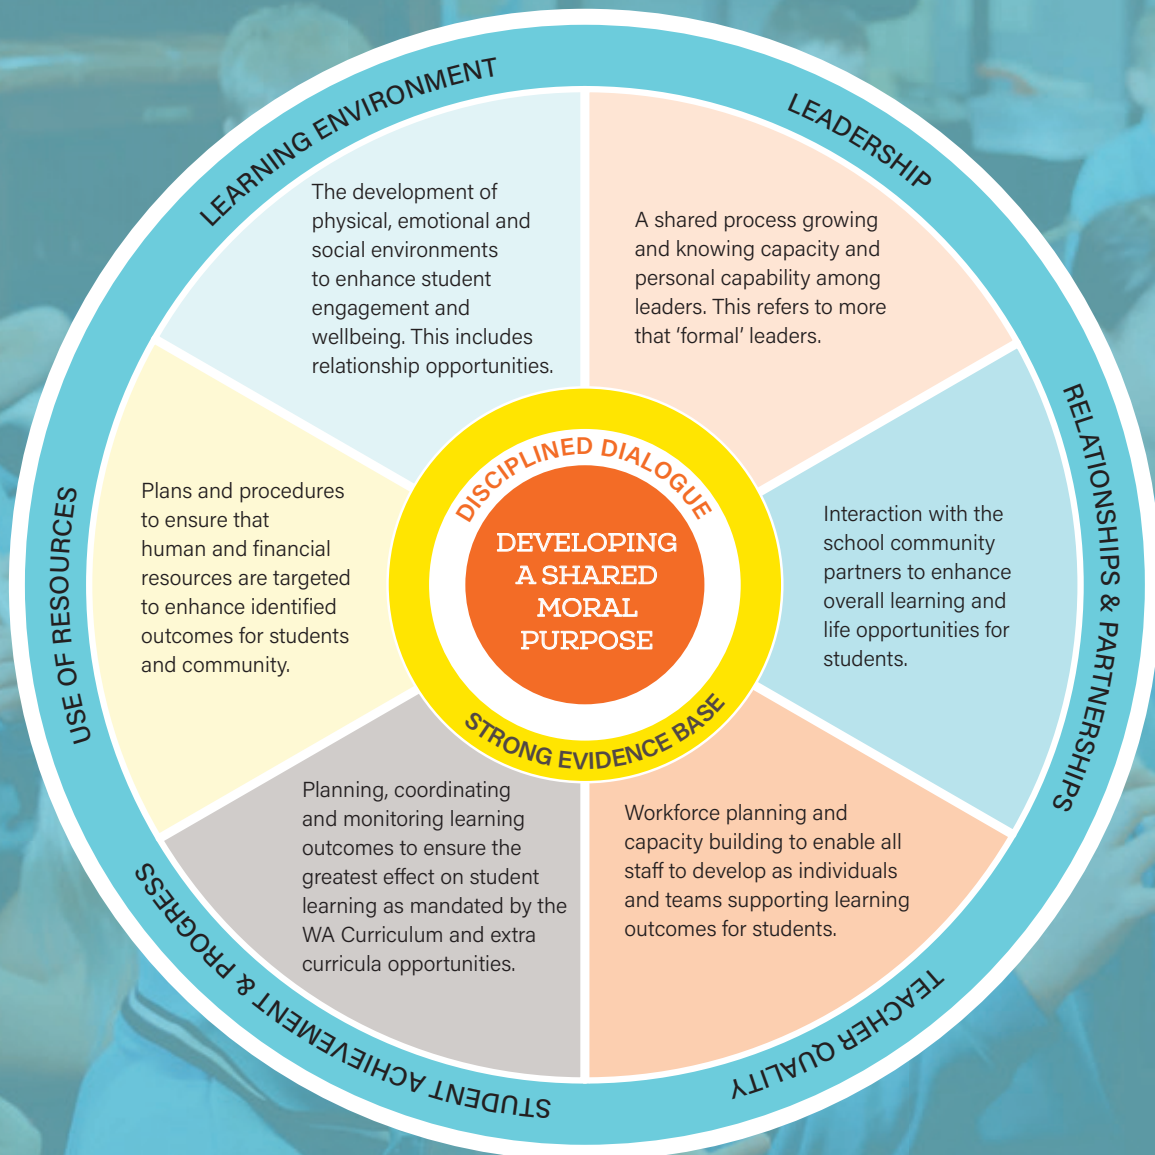 LEARNING ENVIRONMENT
The development of
physical, emotional and
social environments
to enhance student
engagement and
wellbeing. This includes
relationship opportunities.
LEADERSHIP
A shared process growing
and knowing capacity and
personal capability among
leaders. This refers to more
that ‘formal’ leaders.
RELATIONSHIPS & PARTNERSHIPS
Interaction with the
school community
partners to enhance
overall learning and
life opportunities for
students.
TEACHER QUALITY
Workforce planning and
capacity building to enable all
staff to develop as individuals
and teams supporting learning
outcomes for students.
STUDENT ACHIEVEMENT & PROGRESS
Planning, coordinating
and monitoring learning
outcomes to ensure the
greatest effect on student
learning as mandated by the
WA Curriculum and extra
curricula opportunities.
USE OF RESOURCES
Plans and procedures
to ensure that
human and financial
resources are targeted
to enhance identified
outcomes for students
and community.
DISCIPLINED DIALOGUE
DEVELOPING
A SHARED
MORAL
PURPOSE
STRONG EVIDENCE BASE